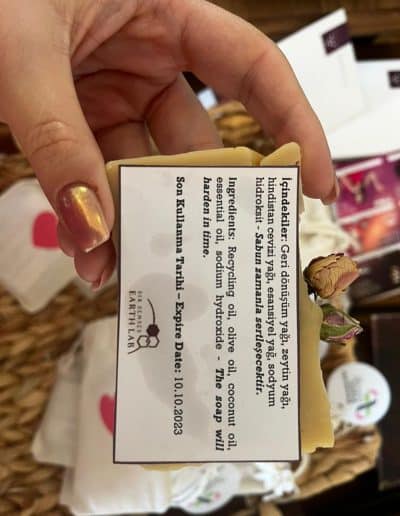 İçindekiler: Geri dönüşüm yağı, zeytin yağı,
hindistan cevizi yağı, esansiyel yağ, sodyum
hidroksit - Sabun zamanla sertleşecektir.
Ingredients: Recycling oil, olive oil, coconut oil,
essential oil, sodium hydroxide - The soap will
harden in time.
Son Kullanma Tarihi – Expire Date: 10.10.2023
EARTH LAB